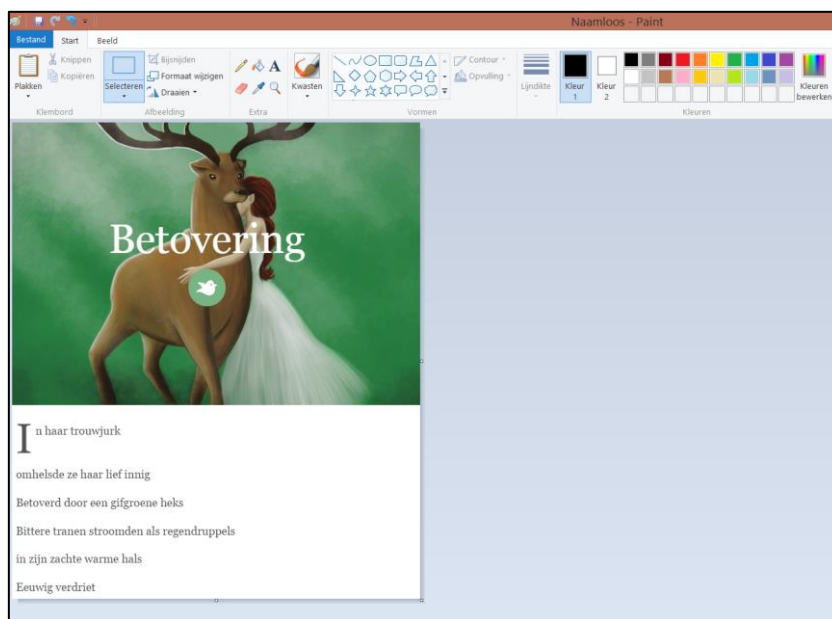 Naamloos - Paint
Bestand Start Beeld
Plakken
Knippen
Kopiëren
Klembord
Selecteren
Bijsnijden
Formaat wijzigen
Draaien
Afbeelding
A
Extra
Kwasten
Contour
Opvulling
Vormen
Lijndikte
Kleur 1
Kleur 2
Kleuren bewerken
Kleuren
Betovering
In haar trouwjurk
omhelsde ze haar lief innig
Betoverd door een gifgroene heks
Bittere tranen stroomden als regendruppels
in zijn zachte warme hals
Eeuwig verdriet